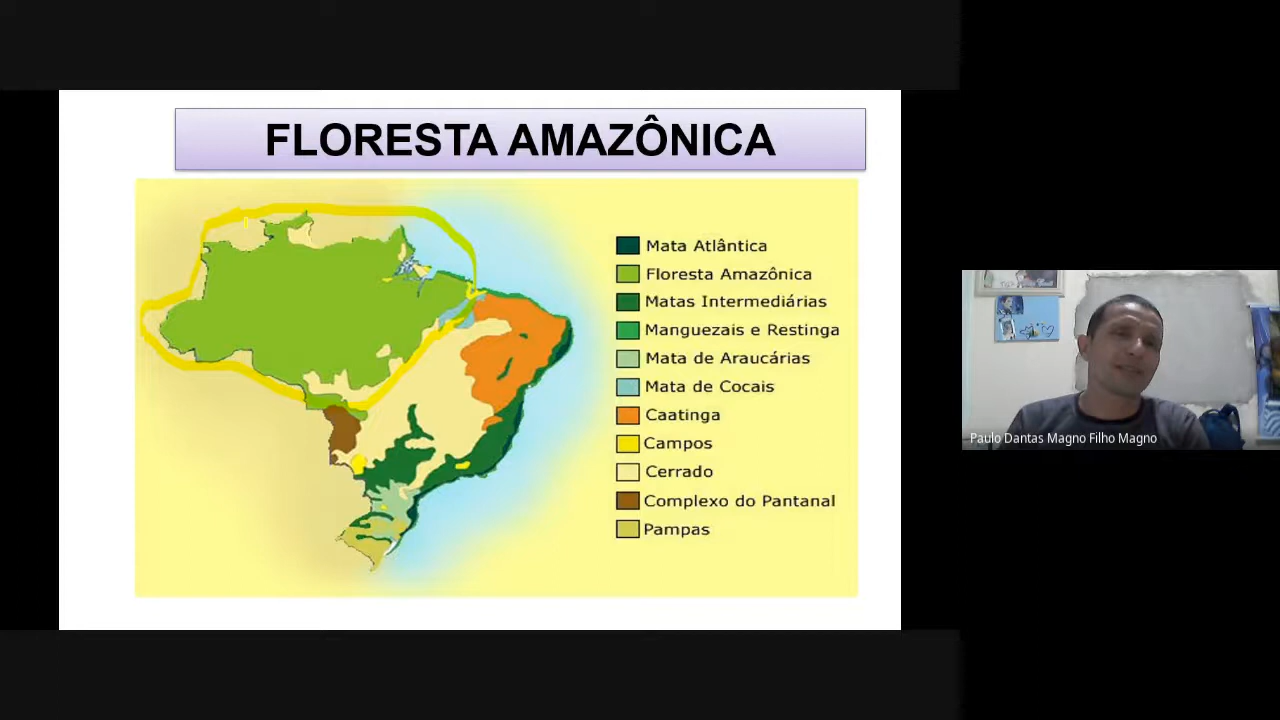 FLORESTA AMAZÔNICA
Mata Atlântica
Floresta Amazônica
Matas Intermediárias
Manguezais e Restinga
Mata de Araucárias
Mata de Cocais
Caatinga
Campos
Cerrado
Complexo do Pantanal
Pampas
Paulo Dantas Magno Filho Magno